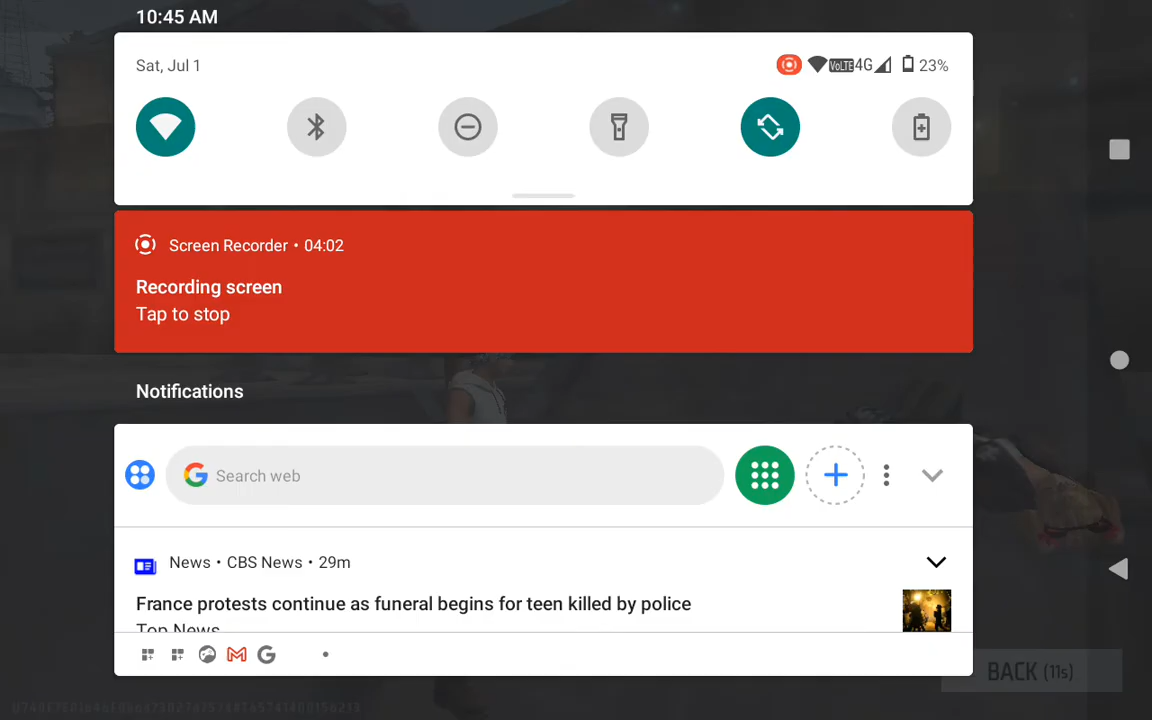 10:45 AM
Sat, Jul 1
VoLTE 4G 23%
Screen Recorder • 04:02
Recording screen
Tap to stop
Notifications
Search web
News • CBS News • 29m
France protests continue as funeral begins for teen killed by police
Top News
BACK (11s)